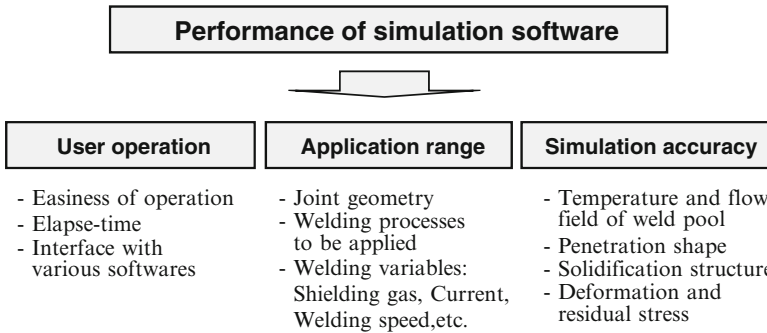 Performance of simulation software
User operation
- Easiness of operation
- Elapse-time
- Interface with
various softwares
Application range
- Joint geometry
- Welding processes
to be applied
- Welding variables:
Shielding gas, Current,
Welding speed,etc.
Simulation accuracy
- Temperature and flow
field of weld pool
- Penetration shape
- Solidification structure
- Deformation and
residual stress